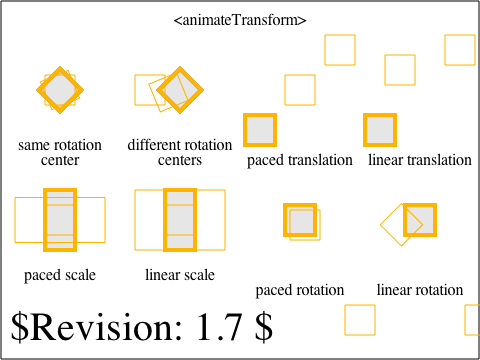 <animateTransform>
same rotation
center
different rotation
centers
paced translation
linear translation
paced scale
linear scale
paced rotation
linear rotation
$Revision: 1.7 $